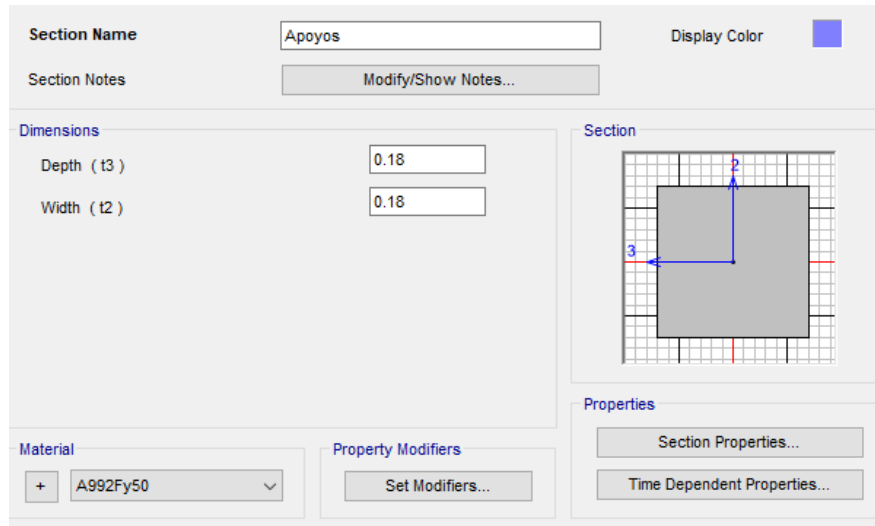 Section Name Apoyos Display Color
Section Notes Modify/Show Notes...
Dimensions
Depth ( t3 ) 0.18
Width ( t2 ) 0.18
Section
2
3
Properties
Section Properties...
Time Dependent Properties...
Material
+ A992Fy50
Property Modifiers
Set Modifiers...